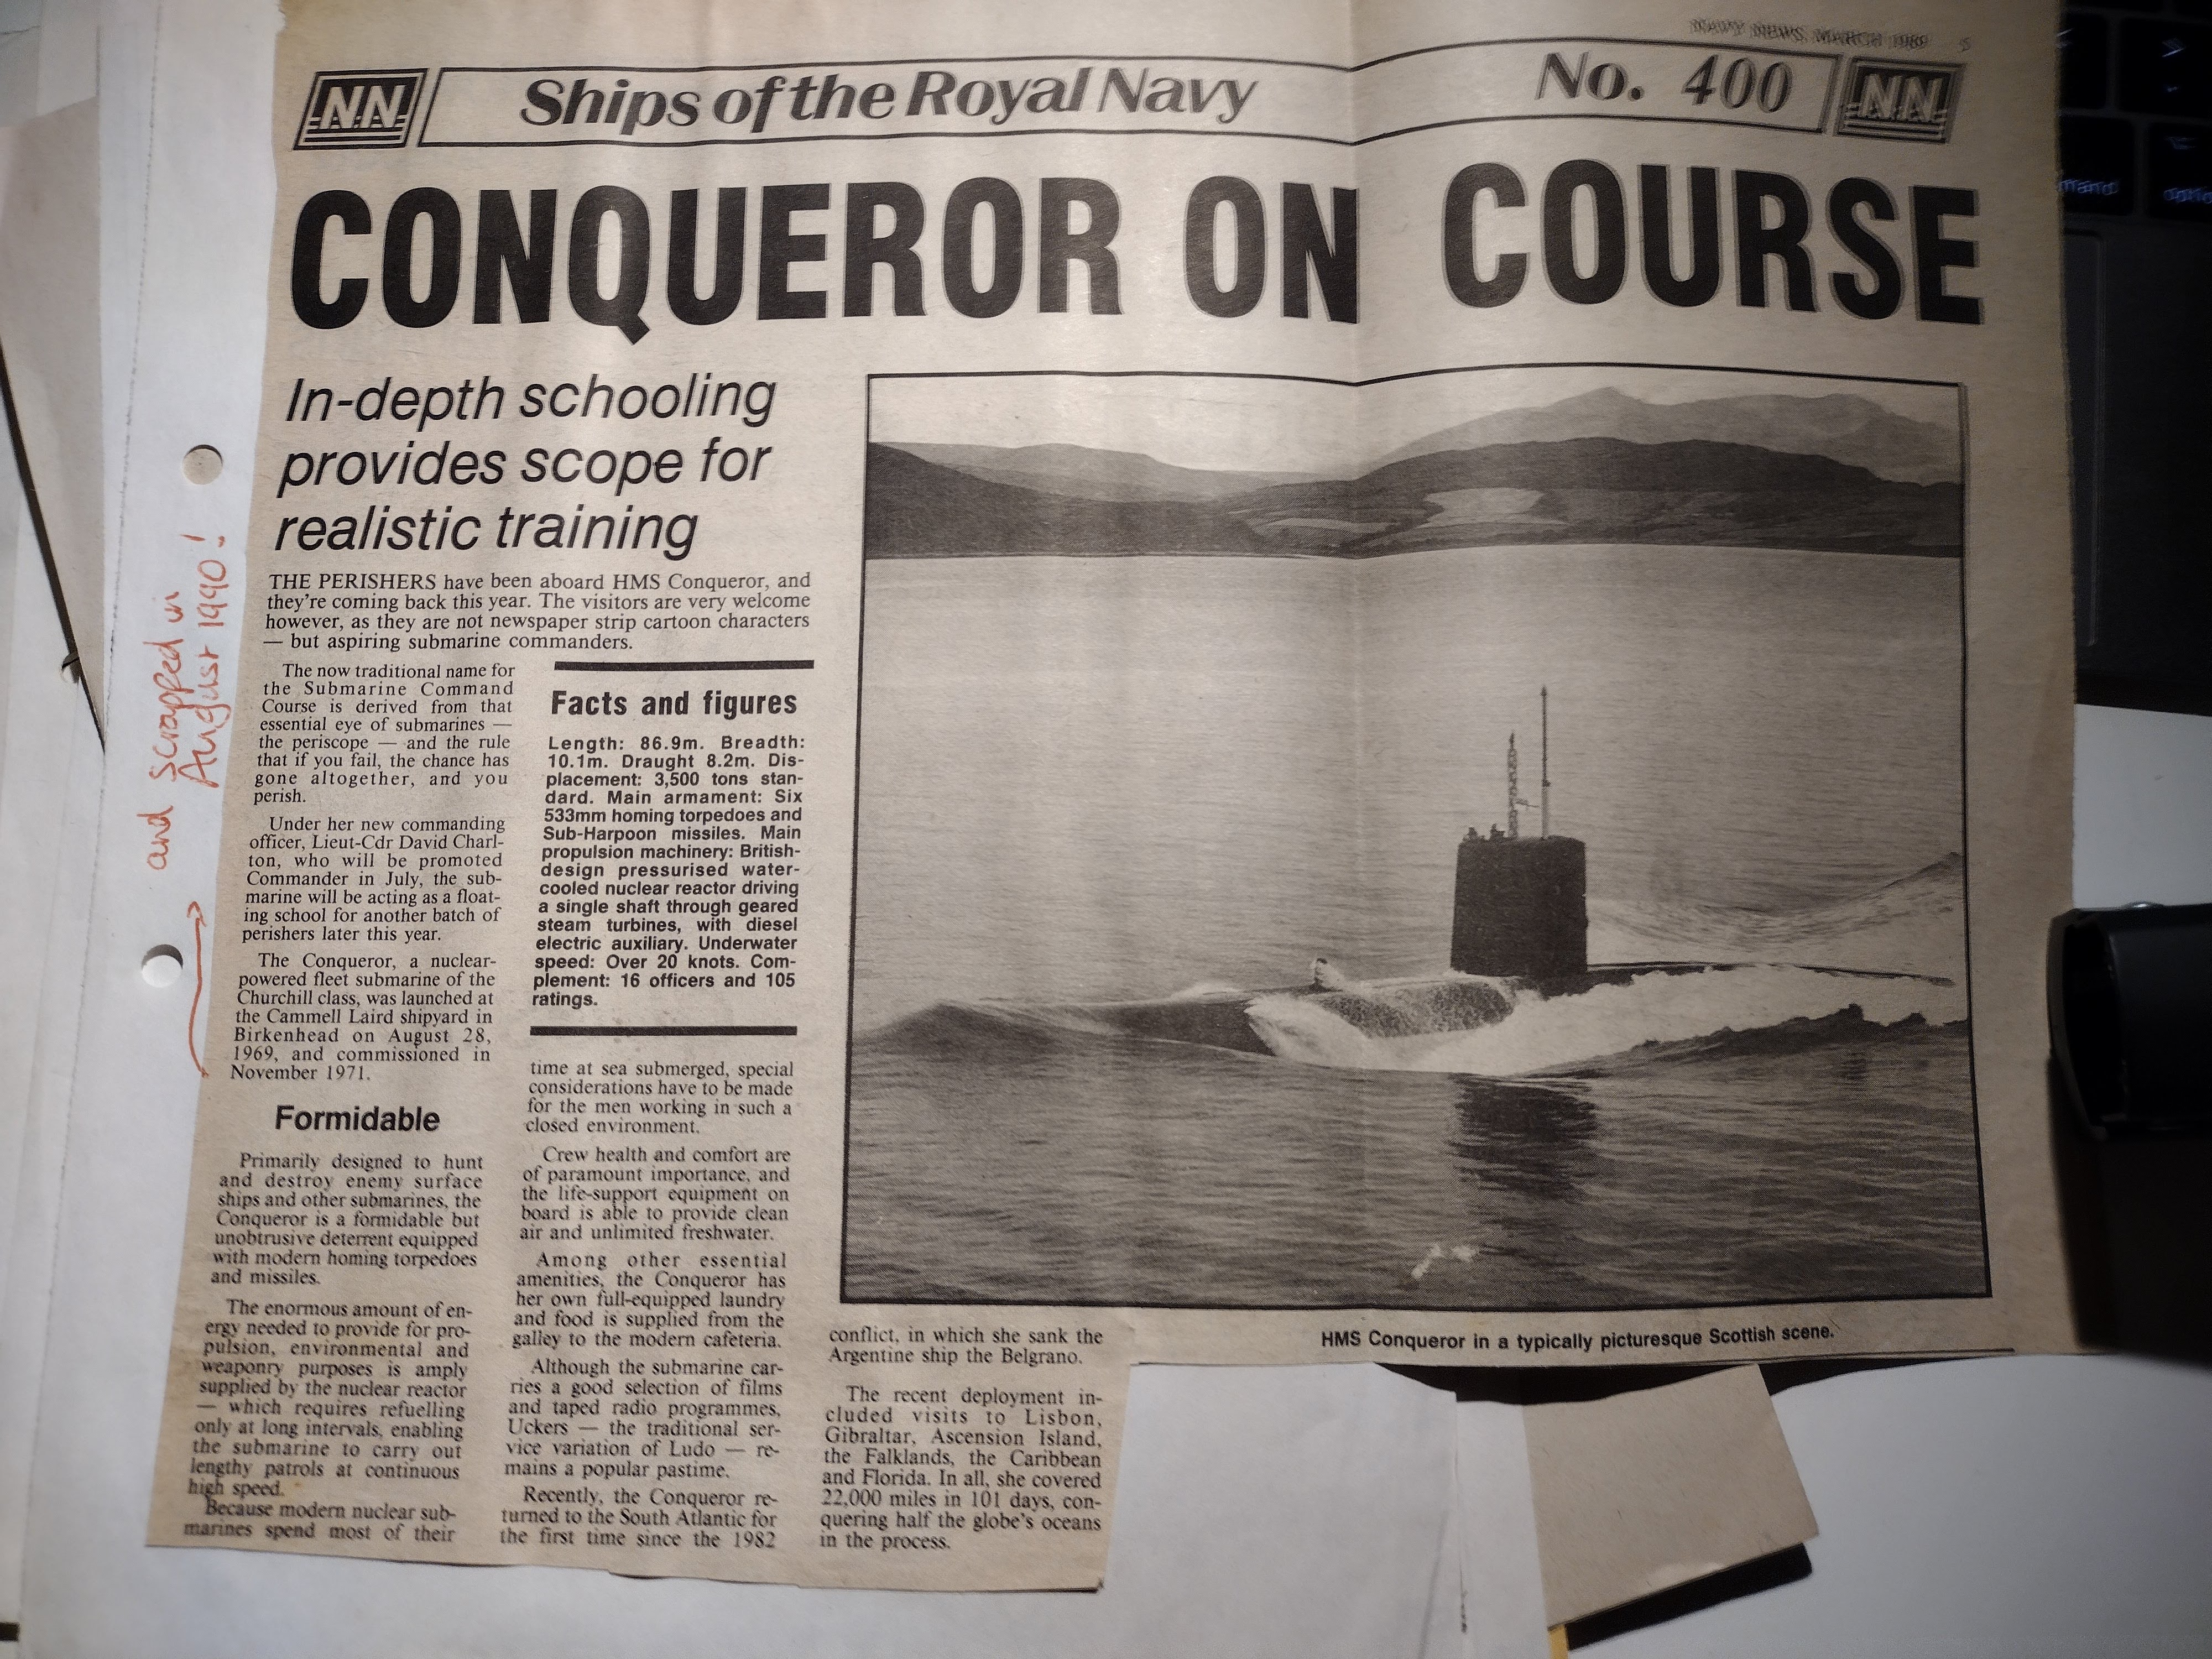 NAVY NEWS, MARCH 1989 5
NN
Ships of the Royal Navy
No. 400
NN
CONQUEROR ON COURSE
In-depth schooling
provides scope for
realistic training
THE PERISHERS have been aboard HMS Conqueror, and
they're coming back this year. The visitors are very welcome
however, as they are not newspaper strip cartoon characters
— but aspiring submarine commanders.
The now traditional name for
the Submarine Command
Course is derived from that
essential eye of submarines —
the periscope — and the rule
that if you fail, the chance has
gone altogether, and you
perish.
Under her new commanding
officer, Lieut-Cdr David Charl-
ton, who will be promoted
Commander in July, the sub-
marine will be acting as a float-
ing school for another batch of
perishers later this year.
The Conqueror, a nuclear-
powered fleet submarine of the
Churchill class, was launched at
the Cammell Laird shipyard in
Birkenhead on August 28,
1969, and commissioned in
November 1971.
and scrapped in
August 1990!
Formidable
Primarily designed to hunt
and destroy enemy surface
ships and other submarines, the
Conqueror is a formidable but
unobtrusive deterrent equipped
with modern homing torpedoes
and missiles.
The enormous amount of en-
ergy needed to provide for pro-
pulsion, environmental and
weaponry purposes is amply
supplied by the nuclear reactor
— which requires refuelling
only at long intervals, enabling
the submarine to carry out
lengthy patrols at continuous
high speed.
Because modern nuclear sub-
marines spend most of their
Facts and figures
Length: 86.9m. Breadth:
10.1m. Draught 8.2m. Dis-
placement: 3,500 tons stan-
dard. Main armament: Six
533mm homing torpedoes and
Sub-Harpoon missiles. Main
propulsion machinery: British-
design pressurised water-
cooled nuclear reactor driving
a single shaft through geared
steam turbines, with diesel
electric auxiliary. Underwater
speed: Over 20 knots. Com-
plement: 16 officers and 105
ratings.
time at sea submerged, special
considerations have to be made
for the men working in such a
closed environment.
Crew health and comfort are
of paramount importance, and
the life-support equipment on
board is able to provide clean
air and unlimited freshwater.
Among other essential
amenities, the Conqueror has
her own full-equipped laundry
and food is supplied from the
galley to the modern cafeteria.
Although the submarine car-
ries a good selection of films
and taped radio programmes,
Uckers — the traditional ser-
vice variation of Ludo — re-
mains a popular pastime.
Recently, the Conqueror re-
turned to the South Atlantic for
the first time since the 1982
conflict, in which she sank the
Argentine ship the Belgrano.
The recent deployment in-
cluded visits to Lisbon,
Gibraltar, Ascension Island,
the Falklands, the Caribbean
and Florida. In all, she covered
22,000 miles in 101 days, con-
quering half the globe's oceans
in the process.
HMS Conqueror in a typically picturesque Scottish scene.